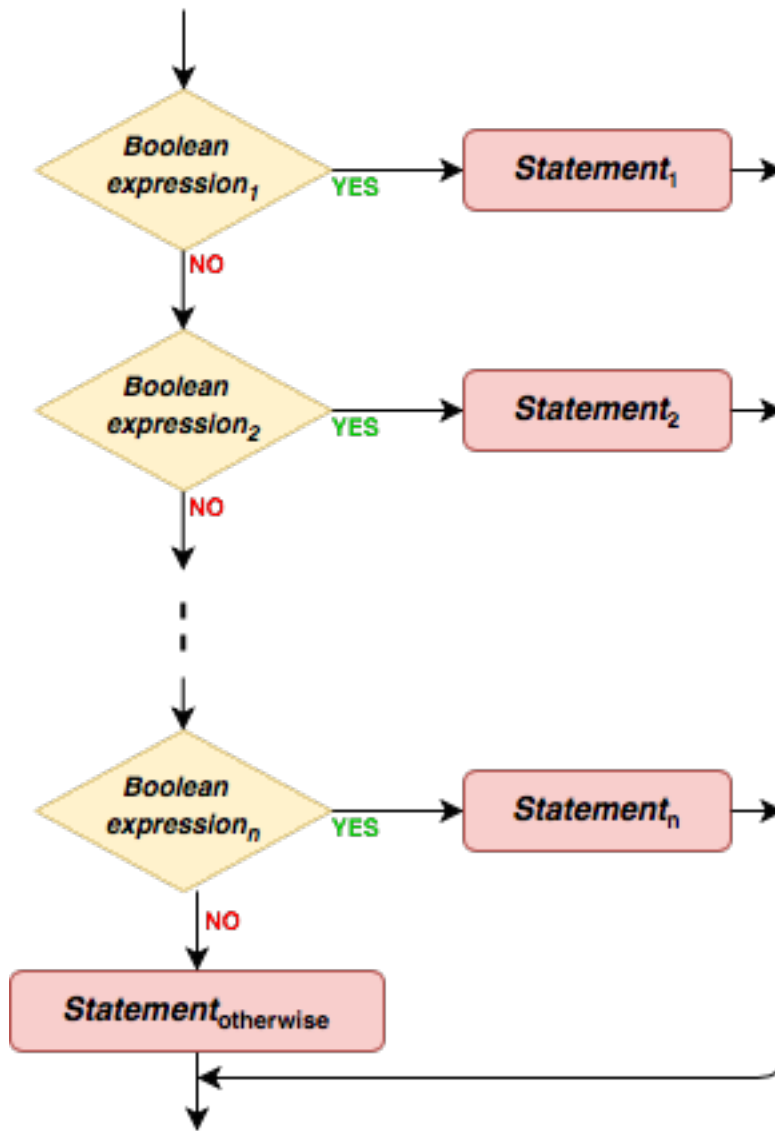 Boolean
expression₁
YES
Statement₁
NO
Boolean
expression₂
YES
Statement₂
NO
Boolean
expressionₙ
YES
Statementₙ
NO
Statementotherwise